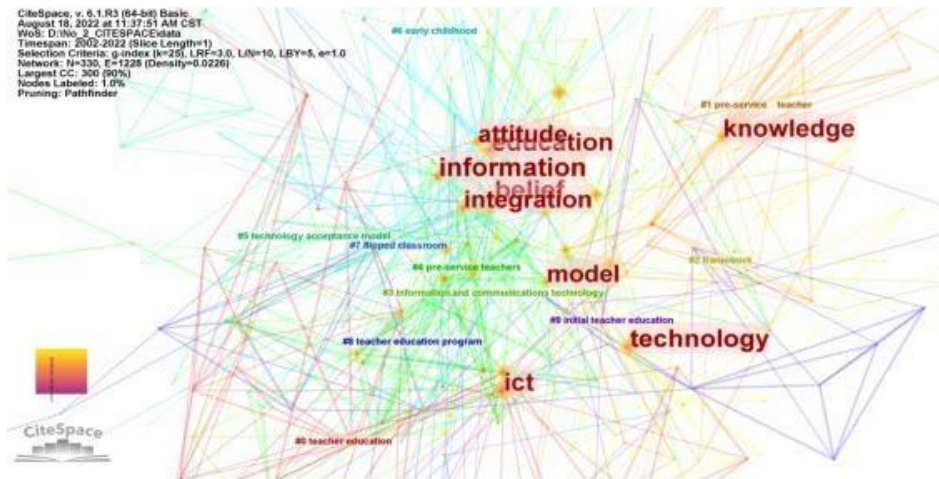 CiteSpace, v. 6.1.R3 (64-bit) Basic
August 18, 2022 at 11:37:51 AM CST
WoS: D:\No_2_CITESPACE\data
Timespan: 2002-2022 (Slice Length=1)
Selection Criteria: g-index (k=25), LRF=3.0, L/N=10, LBY=5, e=1.0
Network: N=330, E=1228 (Density=0.0226)
Largest CC: 300 (90%)
Nodes Labeled: 1.0%
Pruning: Pathfinder
#6 early childhood
#1 pre-service teacher
knowledge
attitude
education
information
belief
integration
#5 technology acceptance model
#7 flipped classroom
#2 framework
#4 pre-service teachers
model
#3 information and communications technology
#9 initial teacher education
#8 teacher education program
technology
ict
CiteSpace
#0 teacher education